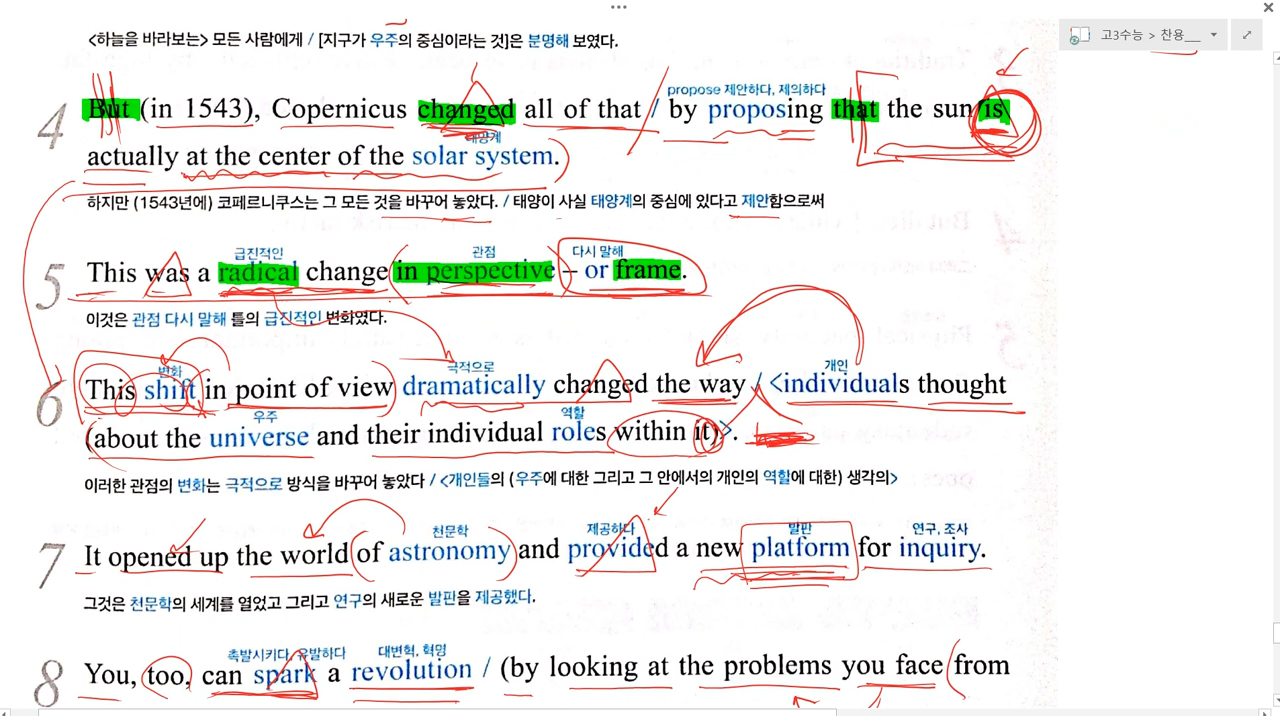 고3수능 > 찬용__
<하늘을 바라보는> 모든 사람에게 / [지구가 우주의 중심이라는 것]은 분명해 보였다.
propose 제안하다, 제의하다
4 But (in 1543), Copernicus changed all of that / by proposing that the sun is
태양계
actually at the center of the solar system.
하지만 (1543년에) 코페르니쿠스는 그 모든 것을 바꾸어 놓았다. / 태양이 사실 태양계의 중심에 있다고 제안함으로써
급진적인 관점 다시 말해
5 This was a radical change in perspective – or frame.
이것은 관점 다시 말해 틀의 급진적인 변화였다.
변화 극적으로 개인
6 This shift in point of view dramatically changed the way / <individuals thought
우주 역할
(about the universe and their individual roles within it)>.
이러한 관점의 변화는 극적으로 방식을 바꾸어 놓았다 / <개인들의 (우주에 대한 그리고 그 안에서의 개인의 역할에 대한) 생각의>
천문학 제공하다 발판 연구, 조사
7 It opened up the world of astronomy and provided a new platform for inquiry.
그것은 천문학의 세계를 열었고 그리고 연구의 새로운 발판을 제공했다.
촉발시키다, 유발하다 대변혁, 혁명
8 You, too, can spark a revolution / (by looking at the problems you face (from